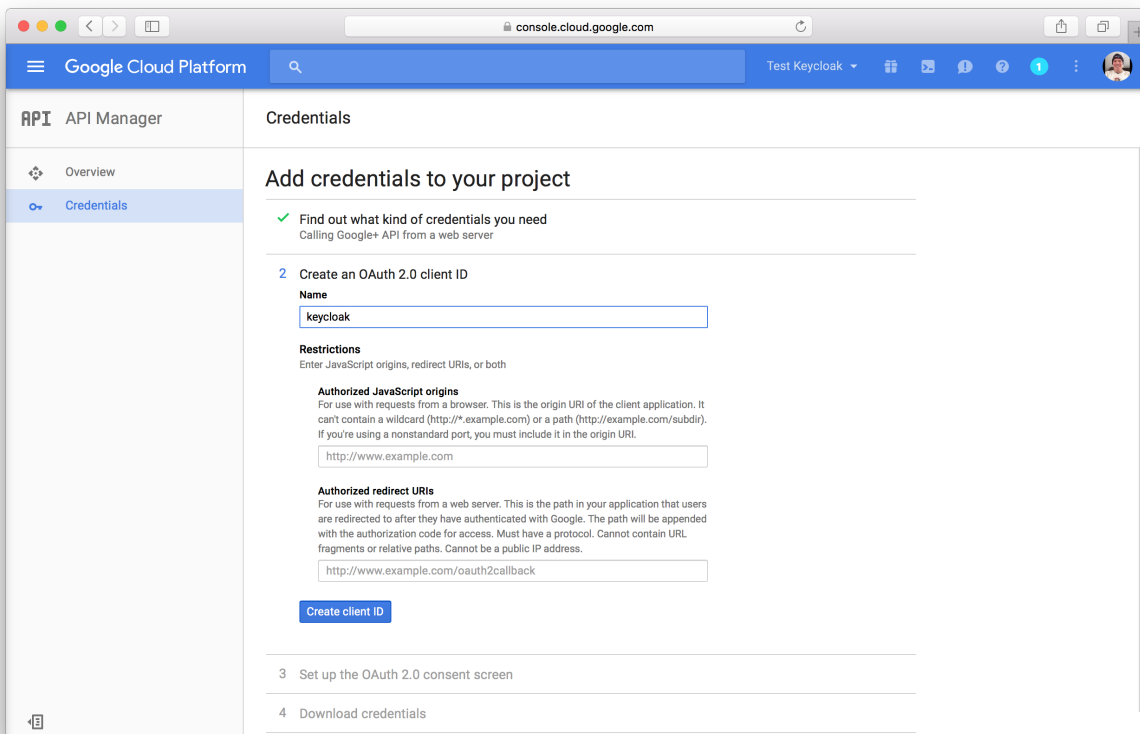 console.cloud.google.com
Google Cloud Platform
Test Keycloak
1
API API Manager
Credentials
Overview
Credentials
Add credentials to your project
Find out what kind of credentials you need
Calling Google+ API from a web server
2 Create an OAuth 2.0 client ID
Name
keycloak
Restrictions
Enter JavaScript origins, redirect URIs, or both
Authorized JavaScript origins
For use with requests from a browser. This is the origin URI of the client application. It
can't contain a wildcard (http://*.example.com) or a path (http://example.com/subdir).
If you're using a nonstandard port, you must include it in the origin URI.
http://www.example.com
Authorized redirect URIs
For use with requests from a web server. This is the path in your application that users
are redirected to after they have authenticated with Google. The path will be appended
with the authorization code for access. Must have a protocol. Cannot contain URL
fragments or relative paths. Cannot be a public IP address.
http://www.example.com/oauth2callback
Create client ID
3 Set up the OAuth 2.0 consent screen
4 Download credentials